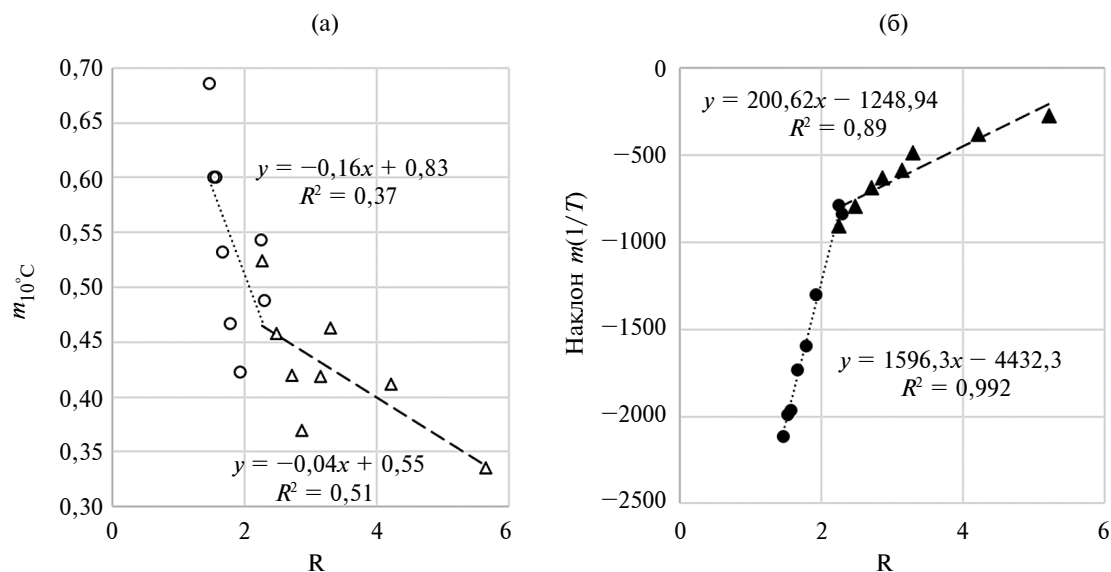 (а)
0,70
0,65
0,60
0,55
0,50
0,45
0,40
0,35
0,30
m10°C
y = −0,16x + 0,83
R² = 0,37
y = −0,04x + 0,55
R² = 0,51
0 2 4 6
R
(б)
0
−500
−1000
−1500
−2000
−2500
Наклон m(1/T)
y = 200,62x − 1248,94
R² = 0,89
y = 1596,3x − 4432,3
R² = 0,992
0 2 4 6
R